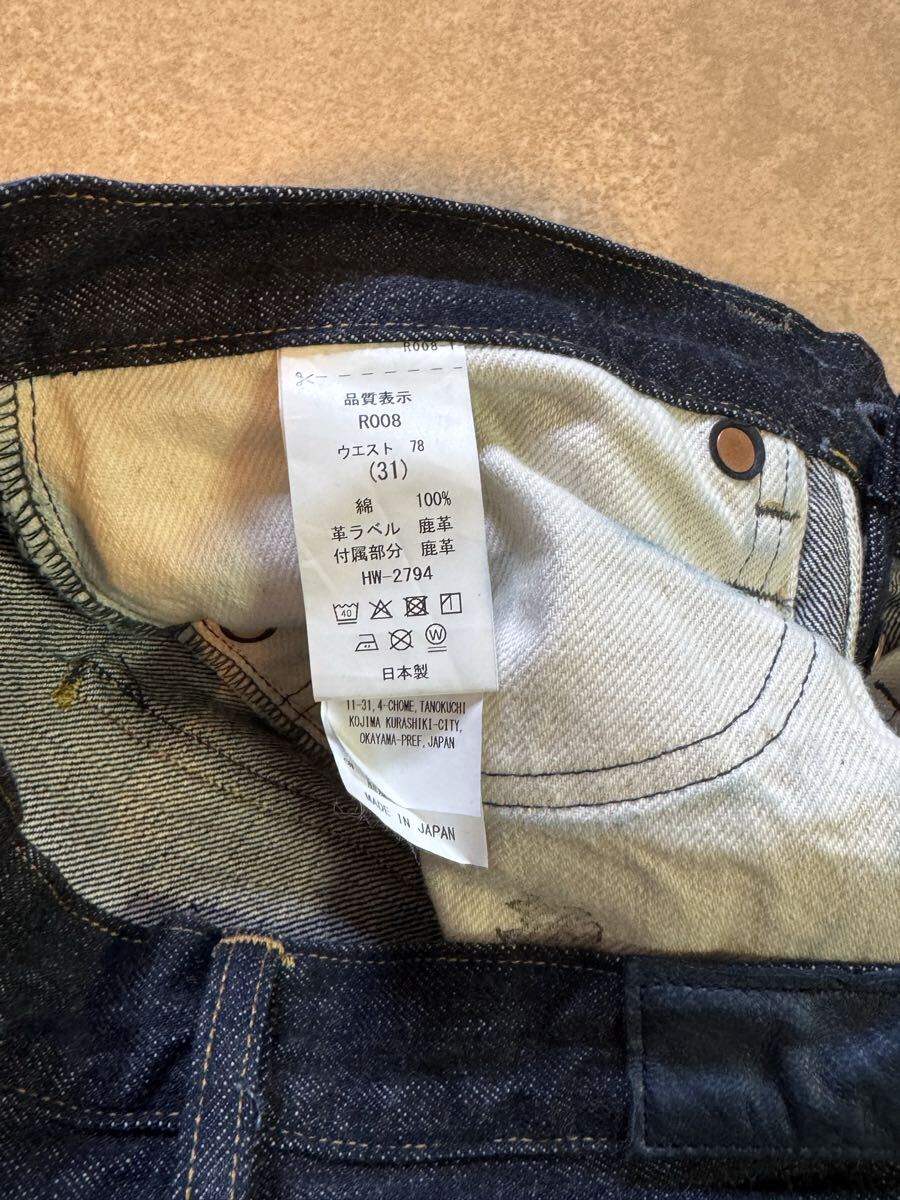 R008-1
品質表示
R008
ウエスト 78
(31)
綿 100%
革ラベル 鹿革
付属部分 鹿革
HW-2794
40
W
日本製
11-31, 4-CHOME, TANOKUCHI
KOJIMA KURASHIKI-CITY,
OKAYAMA-PREF, JAPAN
MADE IN JAPAN